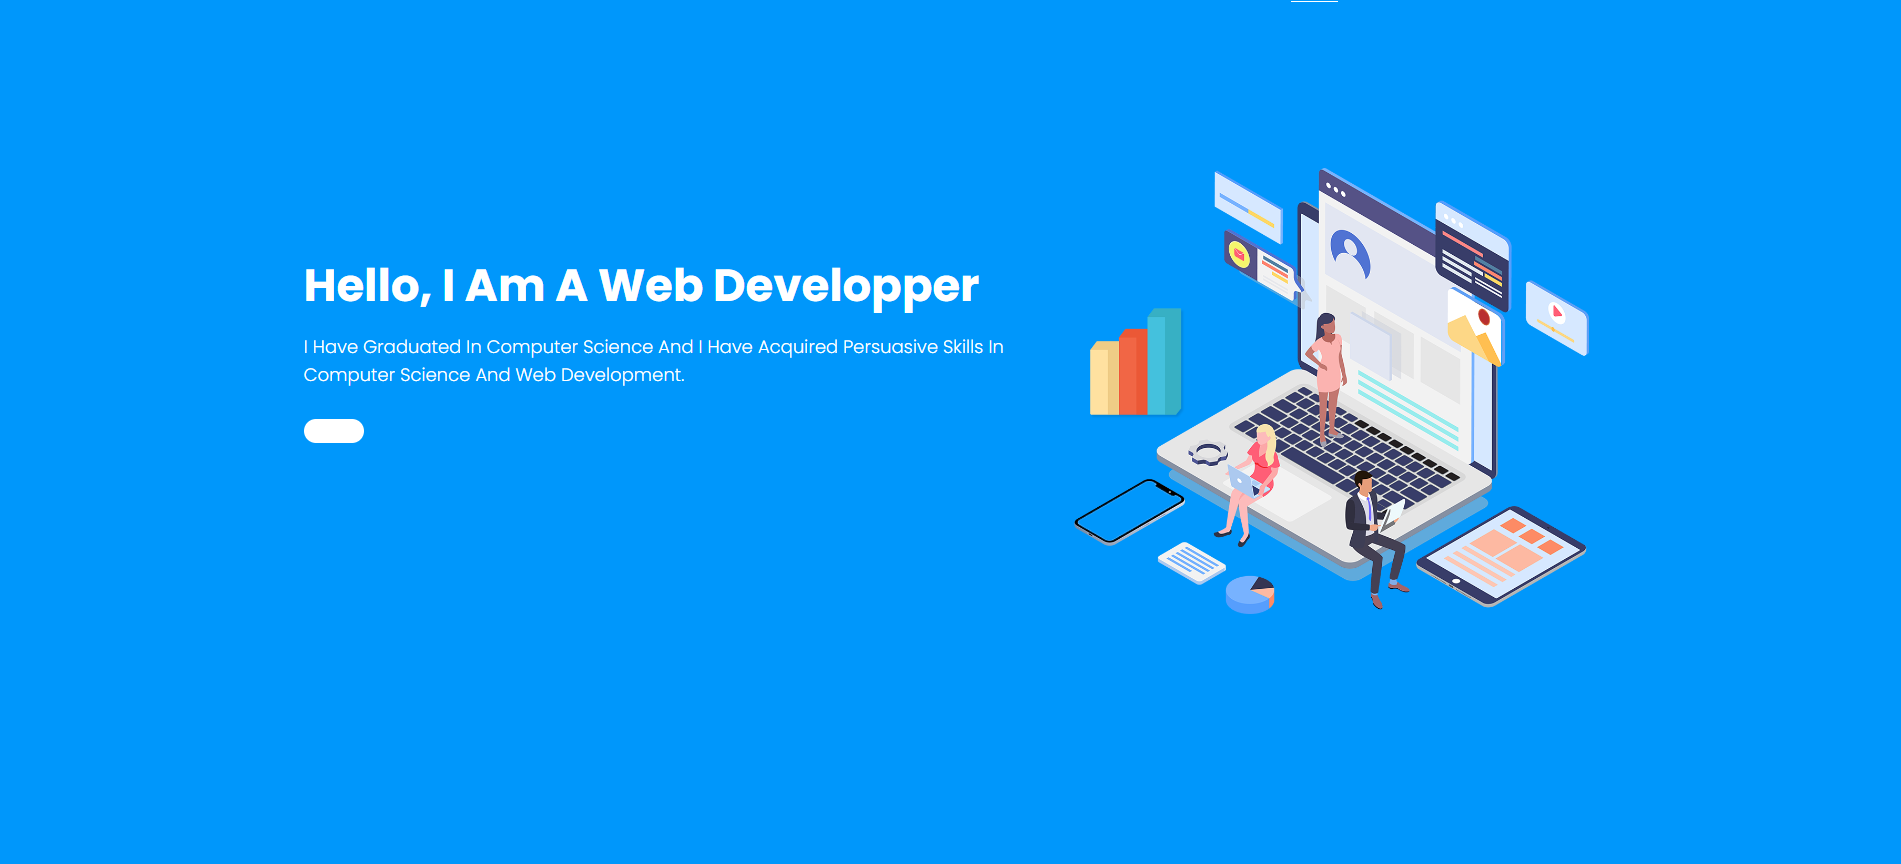 Hello, I Am A Web Developper
I Have Graduated In Computer Science And I Have Acquired Persuasive Skills In
Computer Science And Web Development.